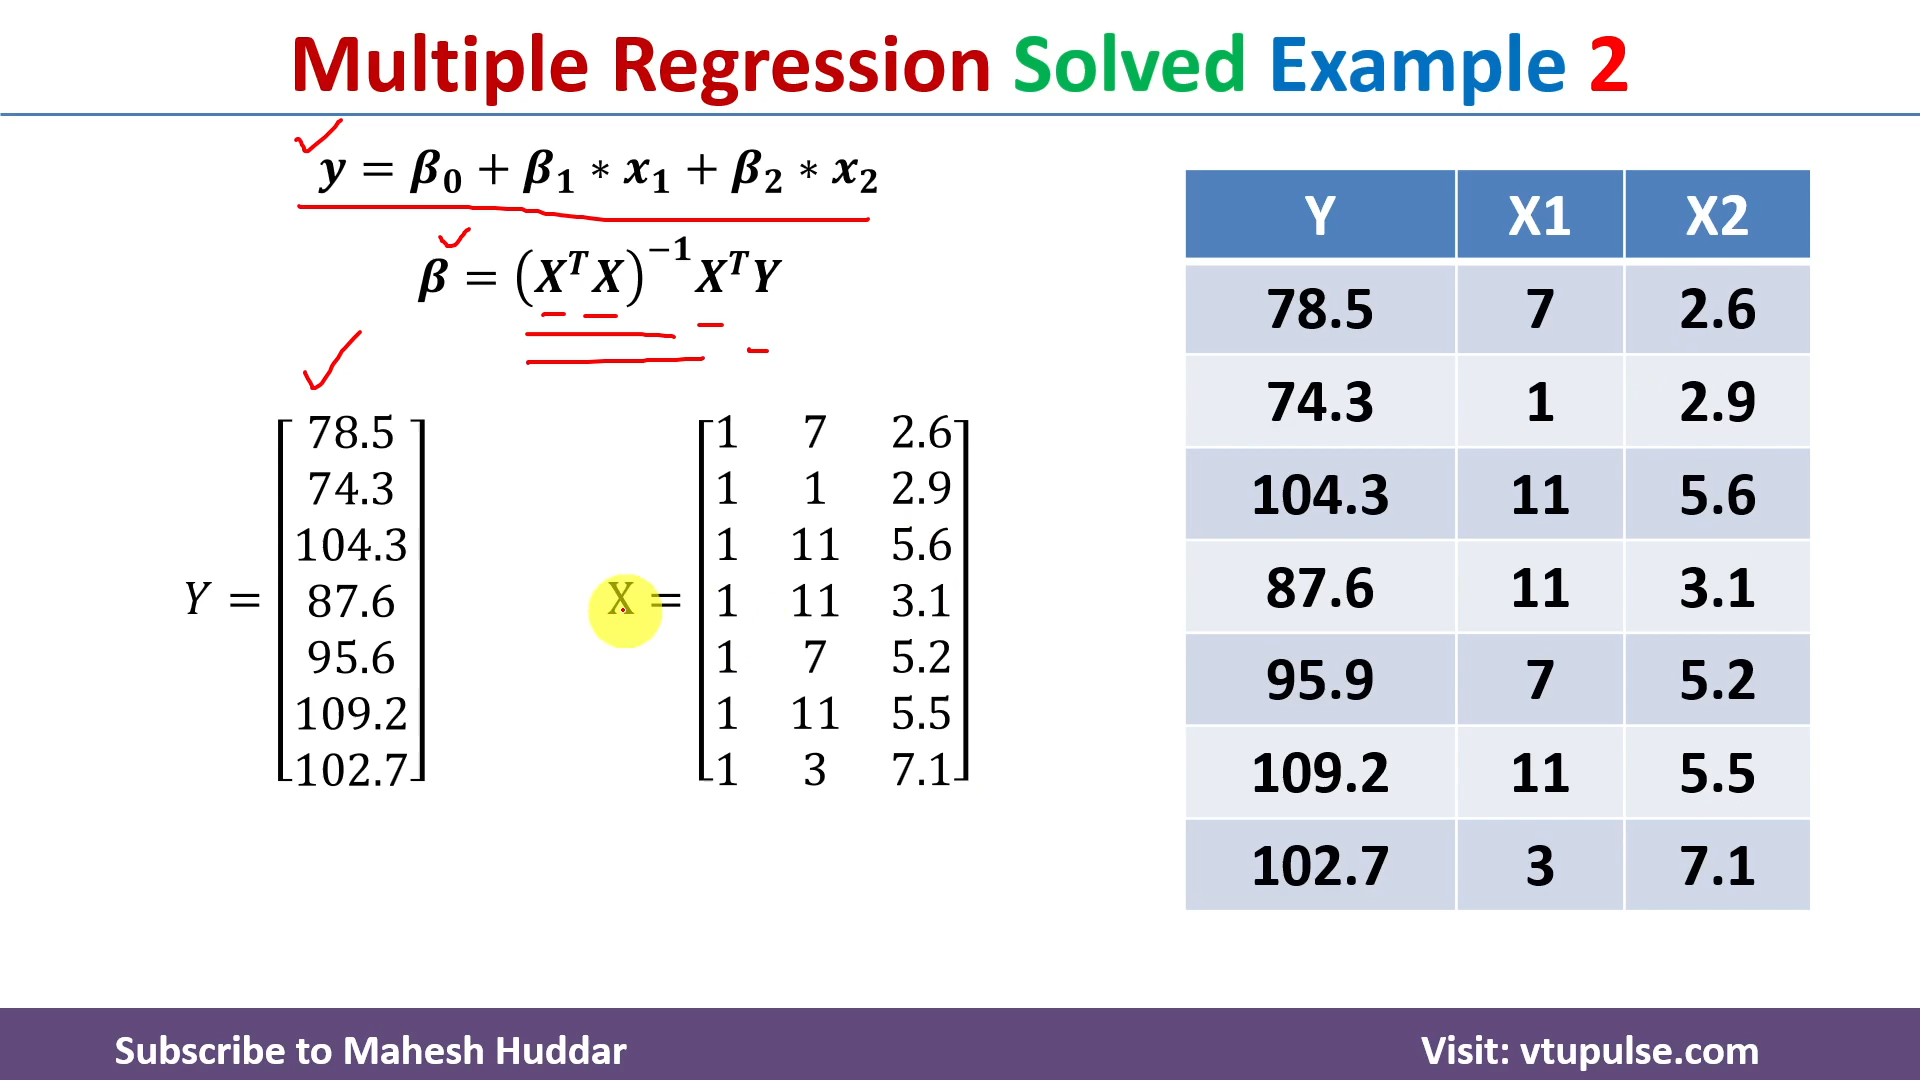 Multiple Regression Solved Example 2
y = β₀ + β₁ * x₁ + β₂ * x₂
β = (XᵀX)⁻¹XᵀY
Y =
78.5
74.3
104.3
87.6
95.6
109.2
102.7
X =
1 7 2.6
1 1 2.9
1 11 5.6
1 11 3.1
1 7 5.2
1 11 5.5
1 3 7.1
Y X1 X2
78.5 7 2.6
74.3 1 2.9
104.3 11 5.6
87.6 11 3.1
95.9 7 5.2
109.2 11 5.5
102.7 3 7.1
Subscribe to Mahesh Huddar
Visit: vtupulse.com